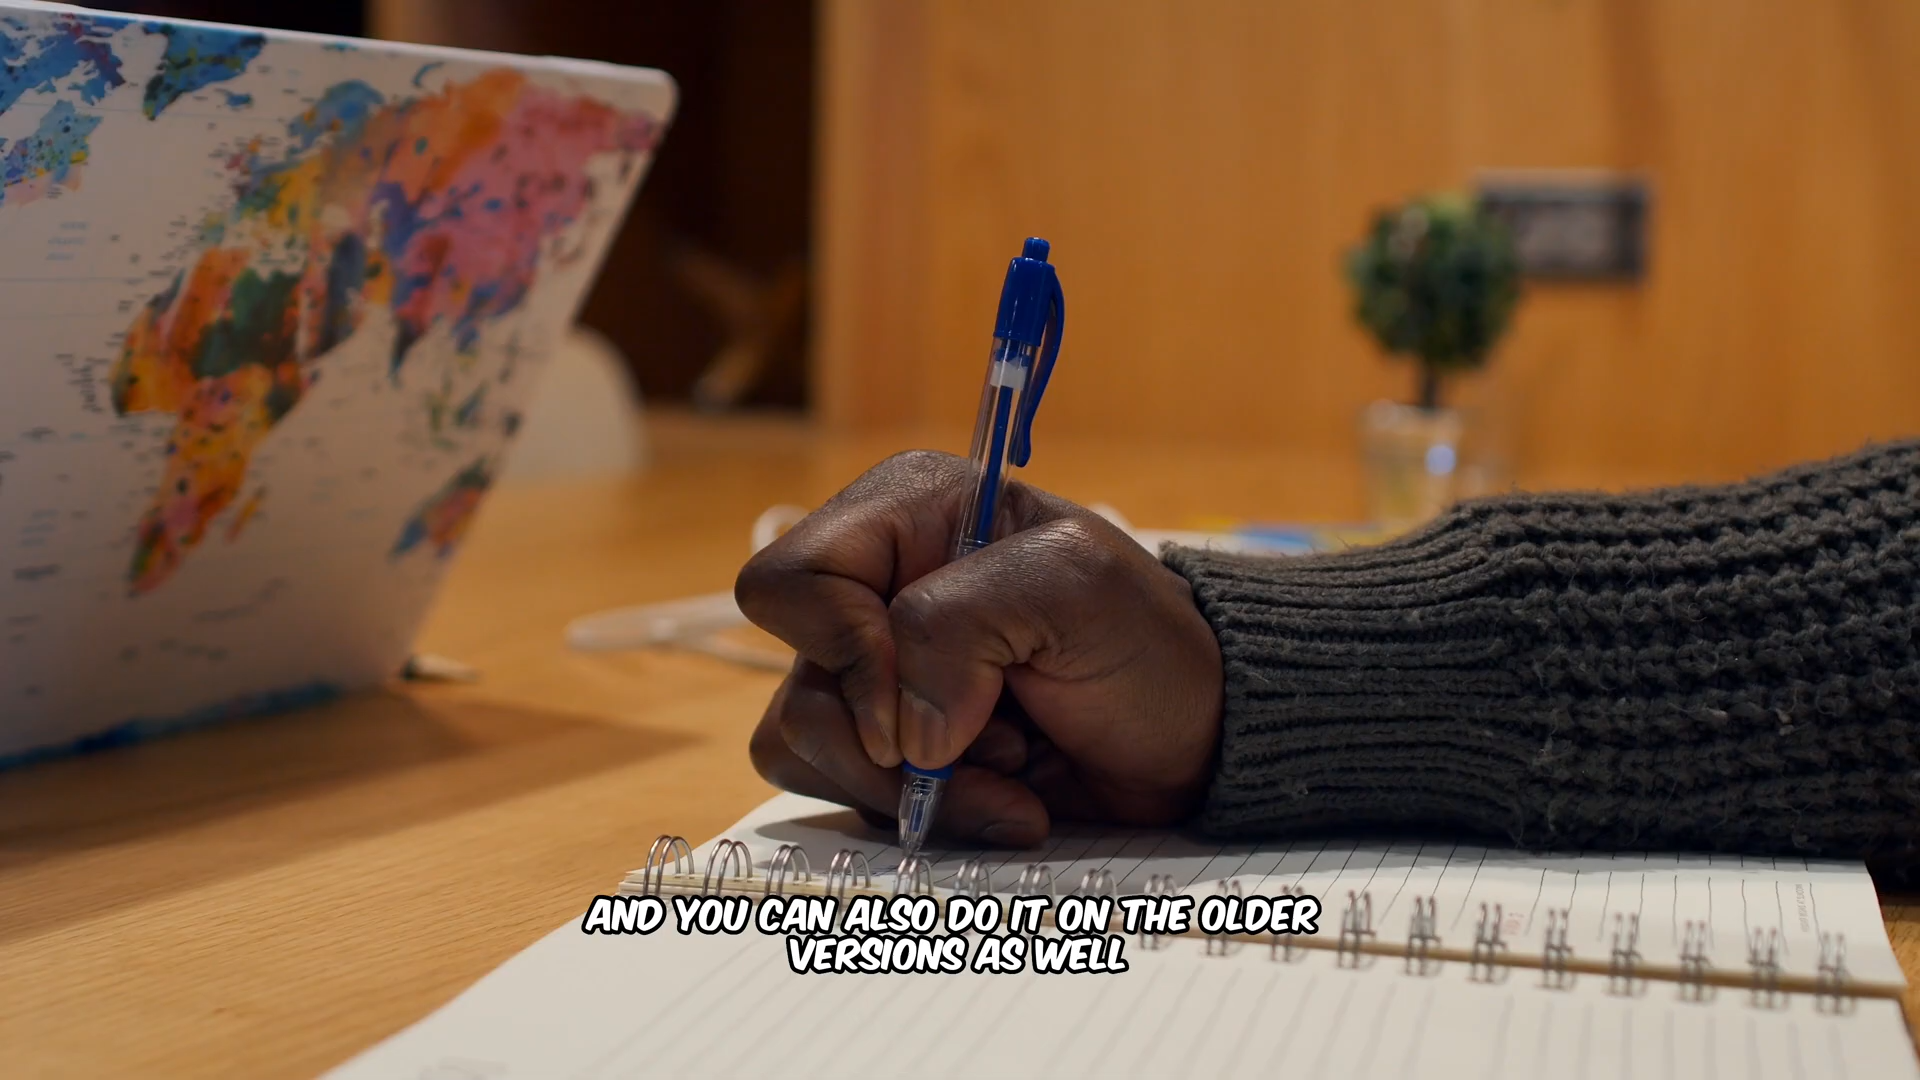 AND YOU CAN ALSO DO IT ON THE OLDER
VERSIONS AS WELL